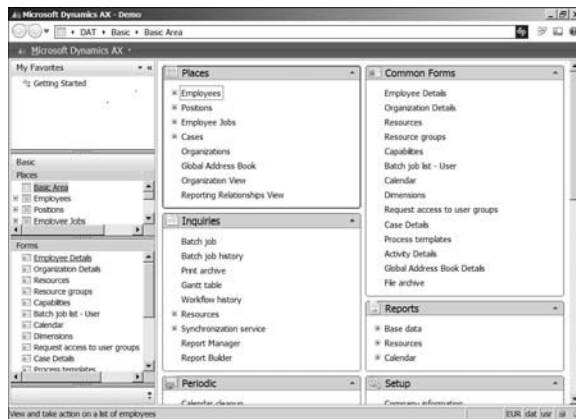 Microsoft Dynamics AX - Demo
DAT
Basic
Basic Area
Microsoft Dynamics AX
My Favorites
Getting Started
Basic
Places
Basic Area
Employees
Positions
Employee Jobs
Forms
Employee Details
Organization Details
Resources
Resource groups
Capabilities
Batch job list - User
Calendar
Dimensions
Request access to user groups
Case Details
Process templates
Places
Employees
Positions
Employee Jobs
Cases
Organizations
Global Address Book
Organization View
Reporting Relationships View
Inquiries
Batch job
Batch job history
Print archive
Gantt table
Workflow history
Resources
Synchronization service
Report Manager
Report Builder
Periodic
Calendar cleanup
Common Forms
Employee Details
Organization Details
Resources
Resource groups
Capabilities
Batch job list - User
Calendar
Dimensions
Request access to user groups
Case Details
Process templates
Activity Details
Global Address Book Details
File archive
Reports
Base data
Resources
Calendar
Setup
Company information
View and take action on a list of employees
EUR dat usr